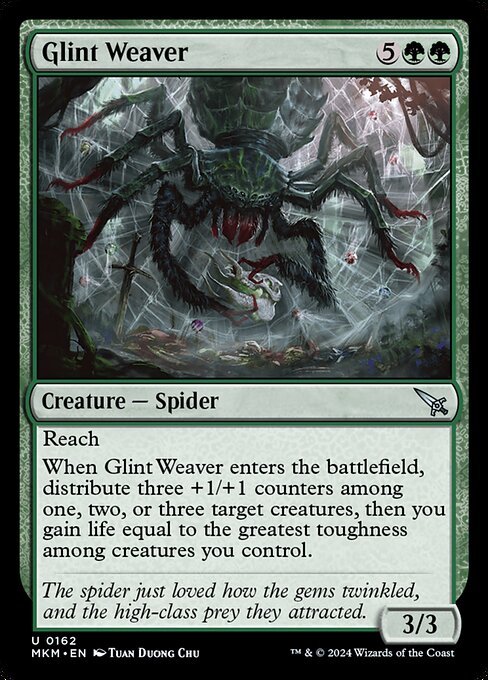 Glint Weaver 5
Creature — Spider
Reach
When Glint Weaver enters the battlefield,
distribute three +1/+1 counters among
one, two, or three target creatures, then you
gain life equal to the greatest toughness
among creatures you control.
The spider just loved how the gems twinkled,
and the high-class prey they attracted.
3/3
U 0162
MKM • EN Tuan Duong Chu ™ & © 2024 Wizards of the Coast